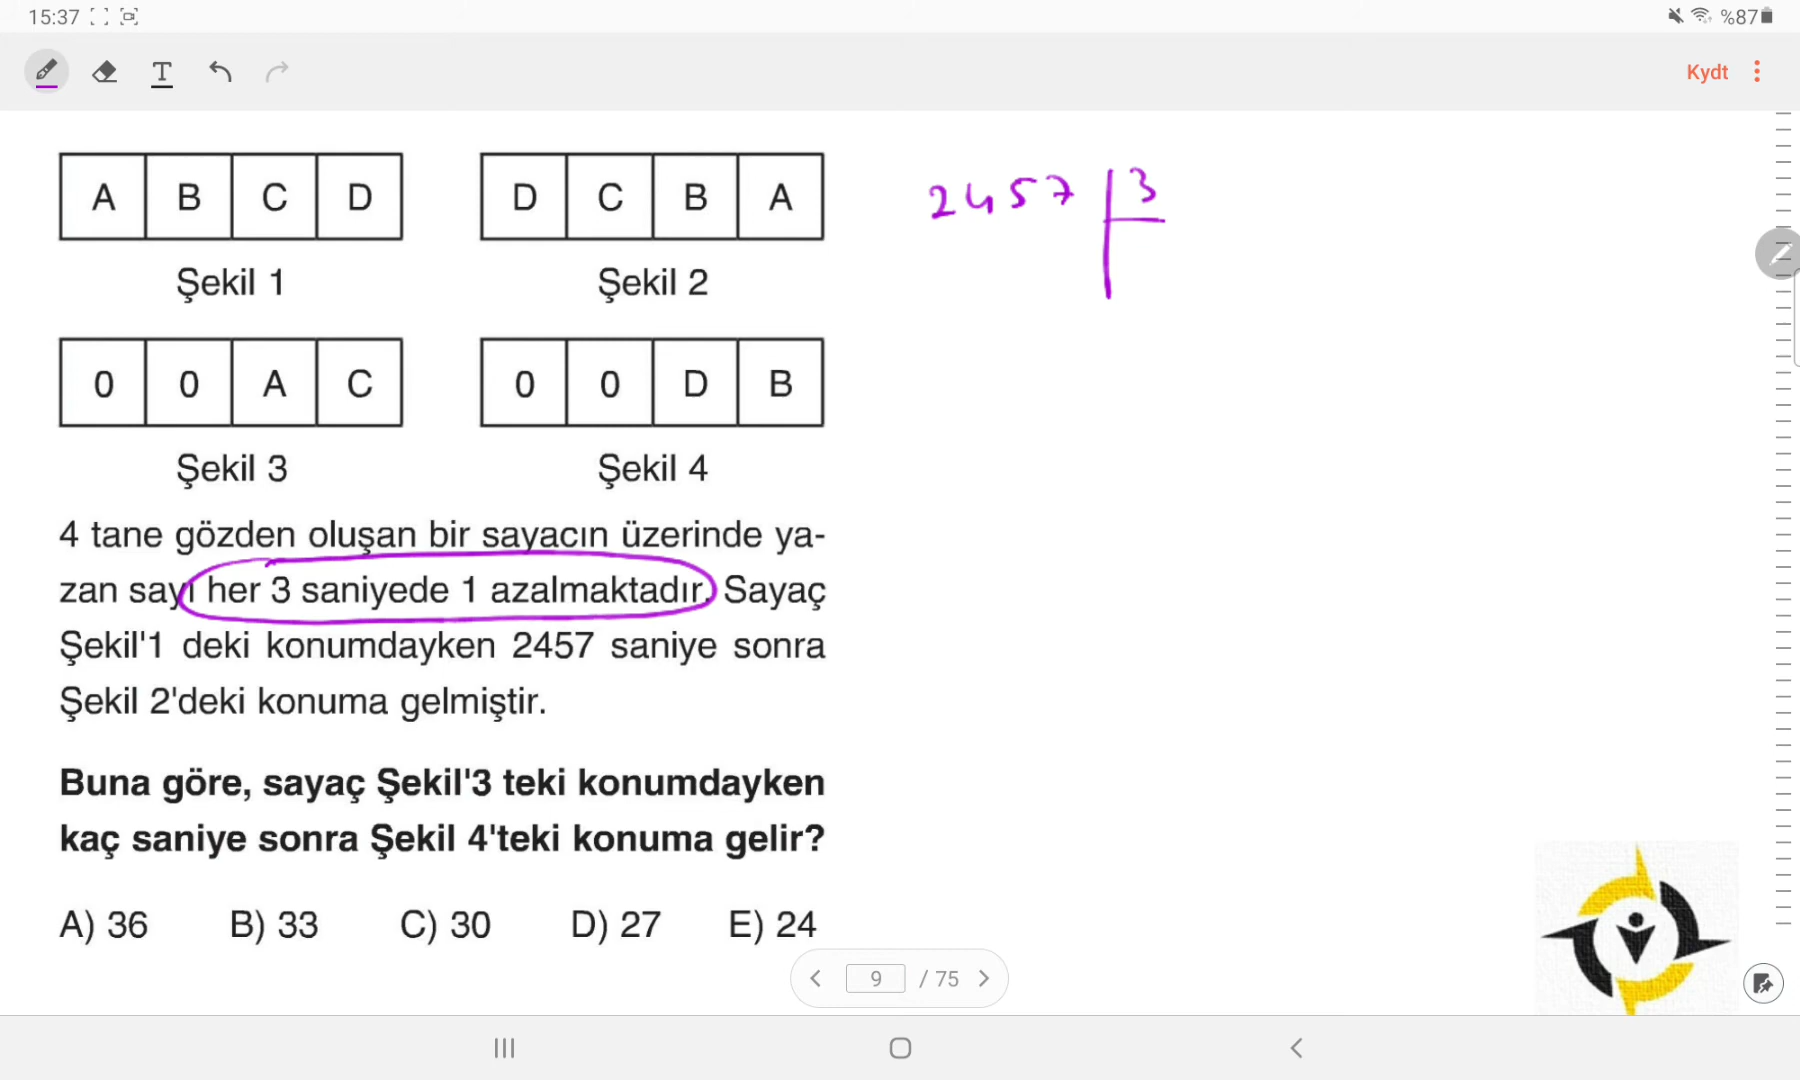 15:37 %87
Kydt
A B C D D C B A
Şekil 1 Şekil 2
0 0 A C 0 0 D B
Şekil 3 Şekil 4
2457 3
4 tane gözden oluşan bir sayacın üzerinde ya-
zan sayı her 3 saniyede 1 azalmaktadır. Sayaç
Şekil'1 deki konumdayken 2457 saniye sonra
Şekil 2'deki konuma gelmiştir.
Buna göre, sayaç Şekil'3 teki konumdayken
kaç saniye sonra Şekil 4'teki konuma gelir?
A) 36 B) 33 C) 30 D) 27 E) 24
9 / 75